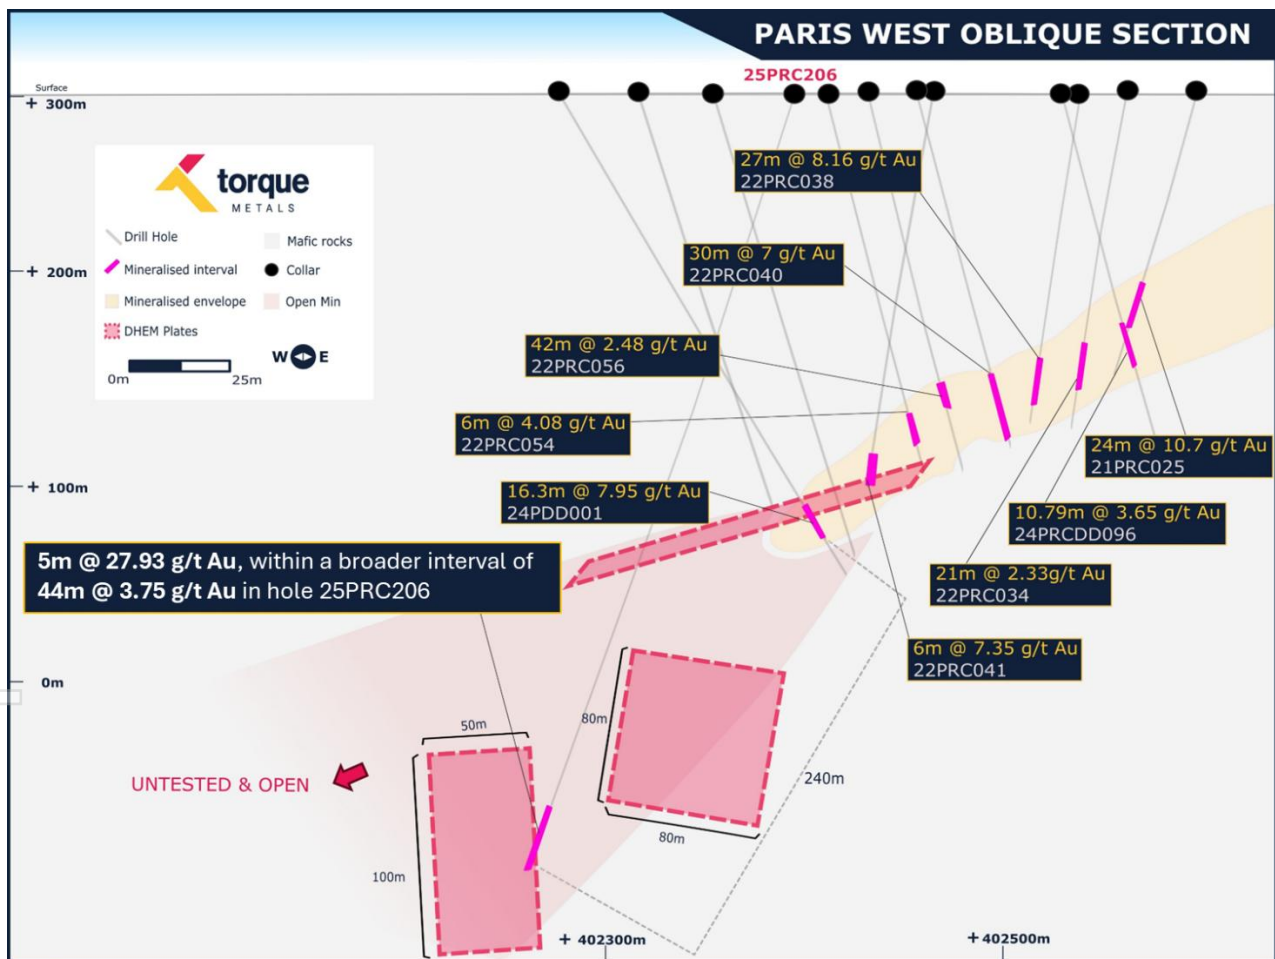 PARIS WEST OBLIQUE SECTION
25PRC206
Surface
+ 300m
torque
METALS
Drill Hole
Mafic rocks
Mineralised interval
Collar
Mineralised envelope
Open Min
DHEM Plates
W E
0m 25m
+ 200m
+ 100m
0m
27m @ 8.16 g/t Au
22PRC038
30m @ 7 g/t Au
22PRC040
42m @ 2.48 g/t Au
22PRC056
6m @ 4.08 g/t Au
22PRC054
16.3m @ 7.95 g/t Au
24PDD001
5m @ 27.93 g/t Au, within a broader interval of
44m @ 3.75 g/t Au in hole 25PRC206
24m @ 10.7 g/t Au
21PRC025
10.79m @ 3.65 g/t Au
24PRCDD096
21m @ 2.33g/t Au
22PRC034
6m @ 7.35 g/t Au
22PRC041
80m
80m
50m
100m
240m
UNTESTED & OPEN
+ 402300m
+ 402500m